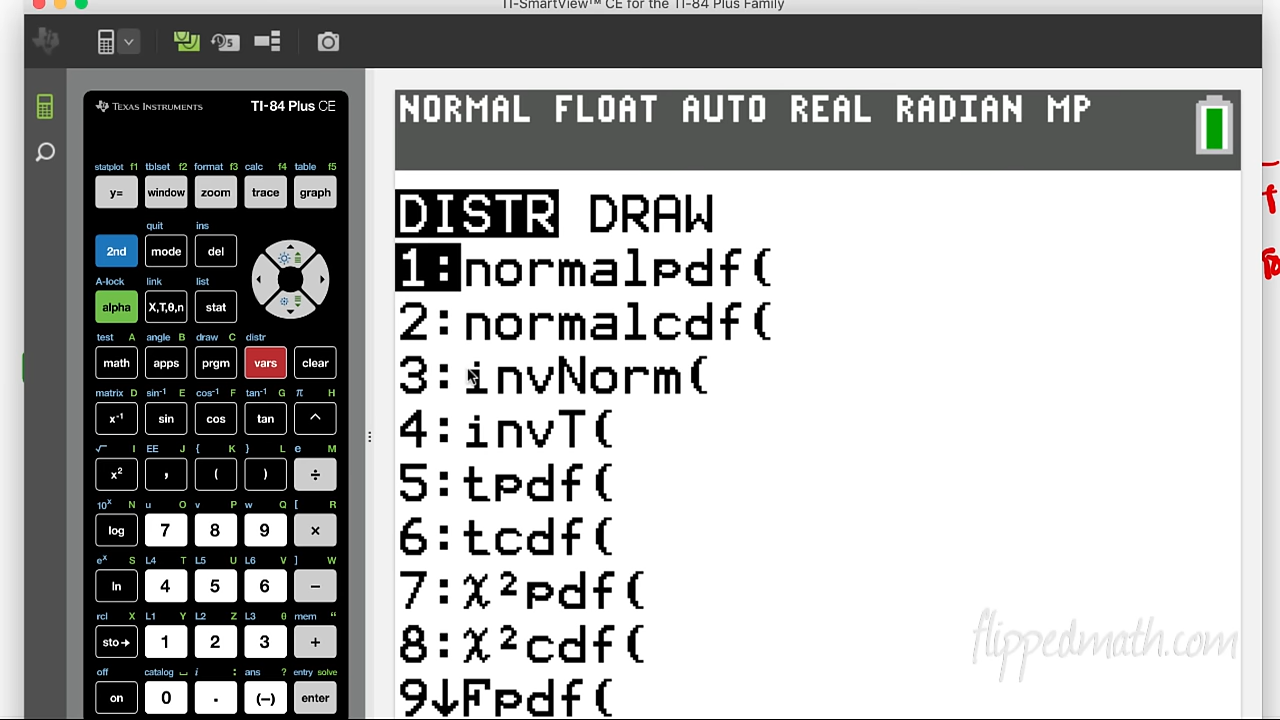 TI-SmartView™ CE for the TI-84 Plus Family
TEXAS INSTRUMENTS TI-84 Plus CE
NORMAL FLOAT AUTO REAL RADIAN MP
DISTR DRAW
1:normalpdf(
2:normalcdf(
3:invNorm(
4:invT(
5:tpdf(
6:tcdf(
7:χ²pdf(
8:χ²cdf(
9↓Fpdf(
statplot f1 tblset f2 format f3 calc f4 table f5
y= window zoom trace graph
quit ins
2nd mode del
A-lock link list
alpha X,T,θ,n stat
test A angle B draw C distr
math apps prgm vars clear
matrix D sin⁻¹ E cos⁻¹ F tan⁻¹ G π H
x⁻¹ sin cos tan ^
√ I EE J { K } L e M
x² , ( ) ÷
10ˣ N u O v P w Q [ R
log 7 8 9 ×
eˣ S L4 T L5 U L6 V ] W
ln 4 5 6 −
rcl X L1 Y L2 Z L3 θ mem "
sto→ 1 2 3 +
off catalog ⎵ i : ans ? entry solve
on 0 . (−) enter
flippedmath.com